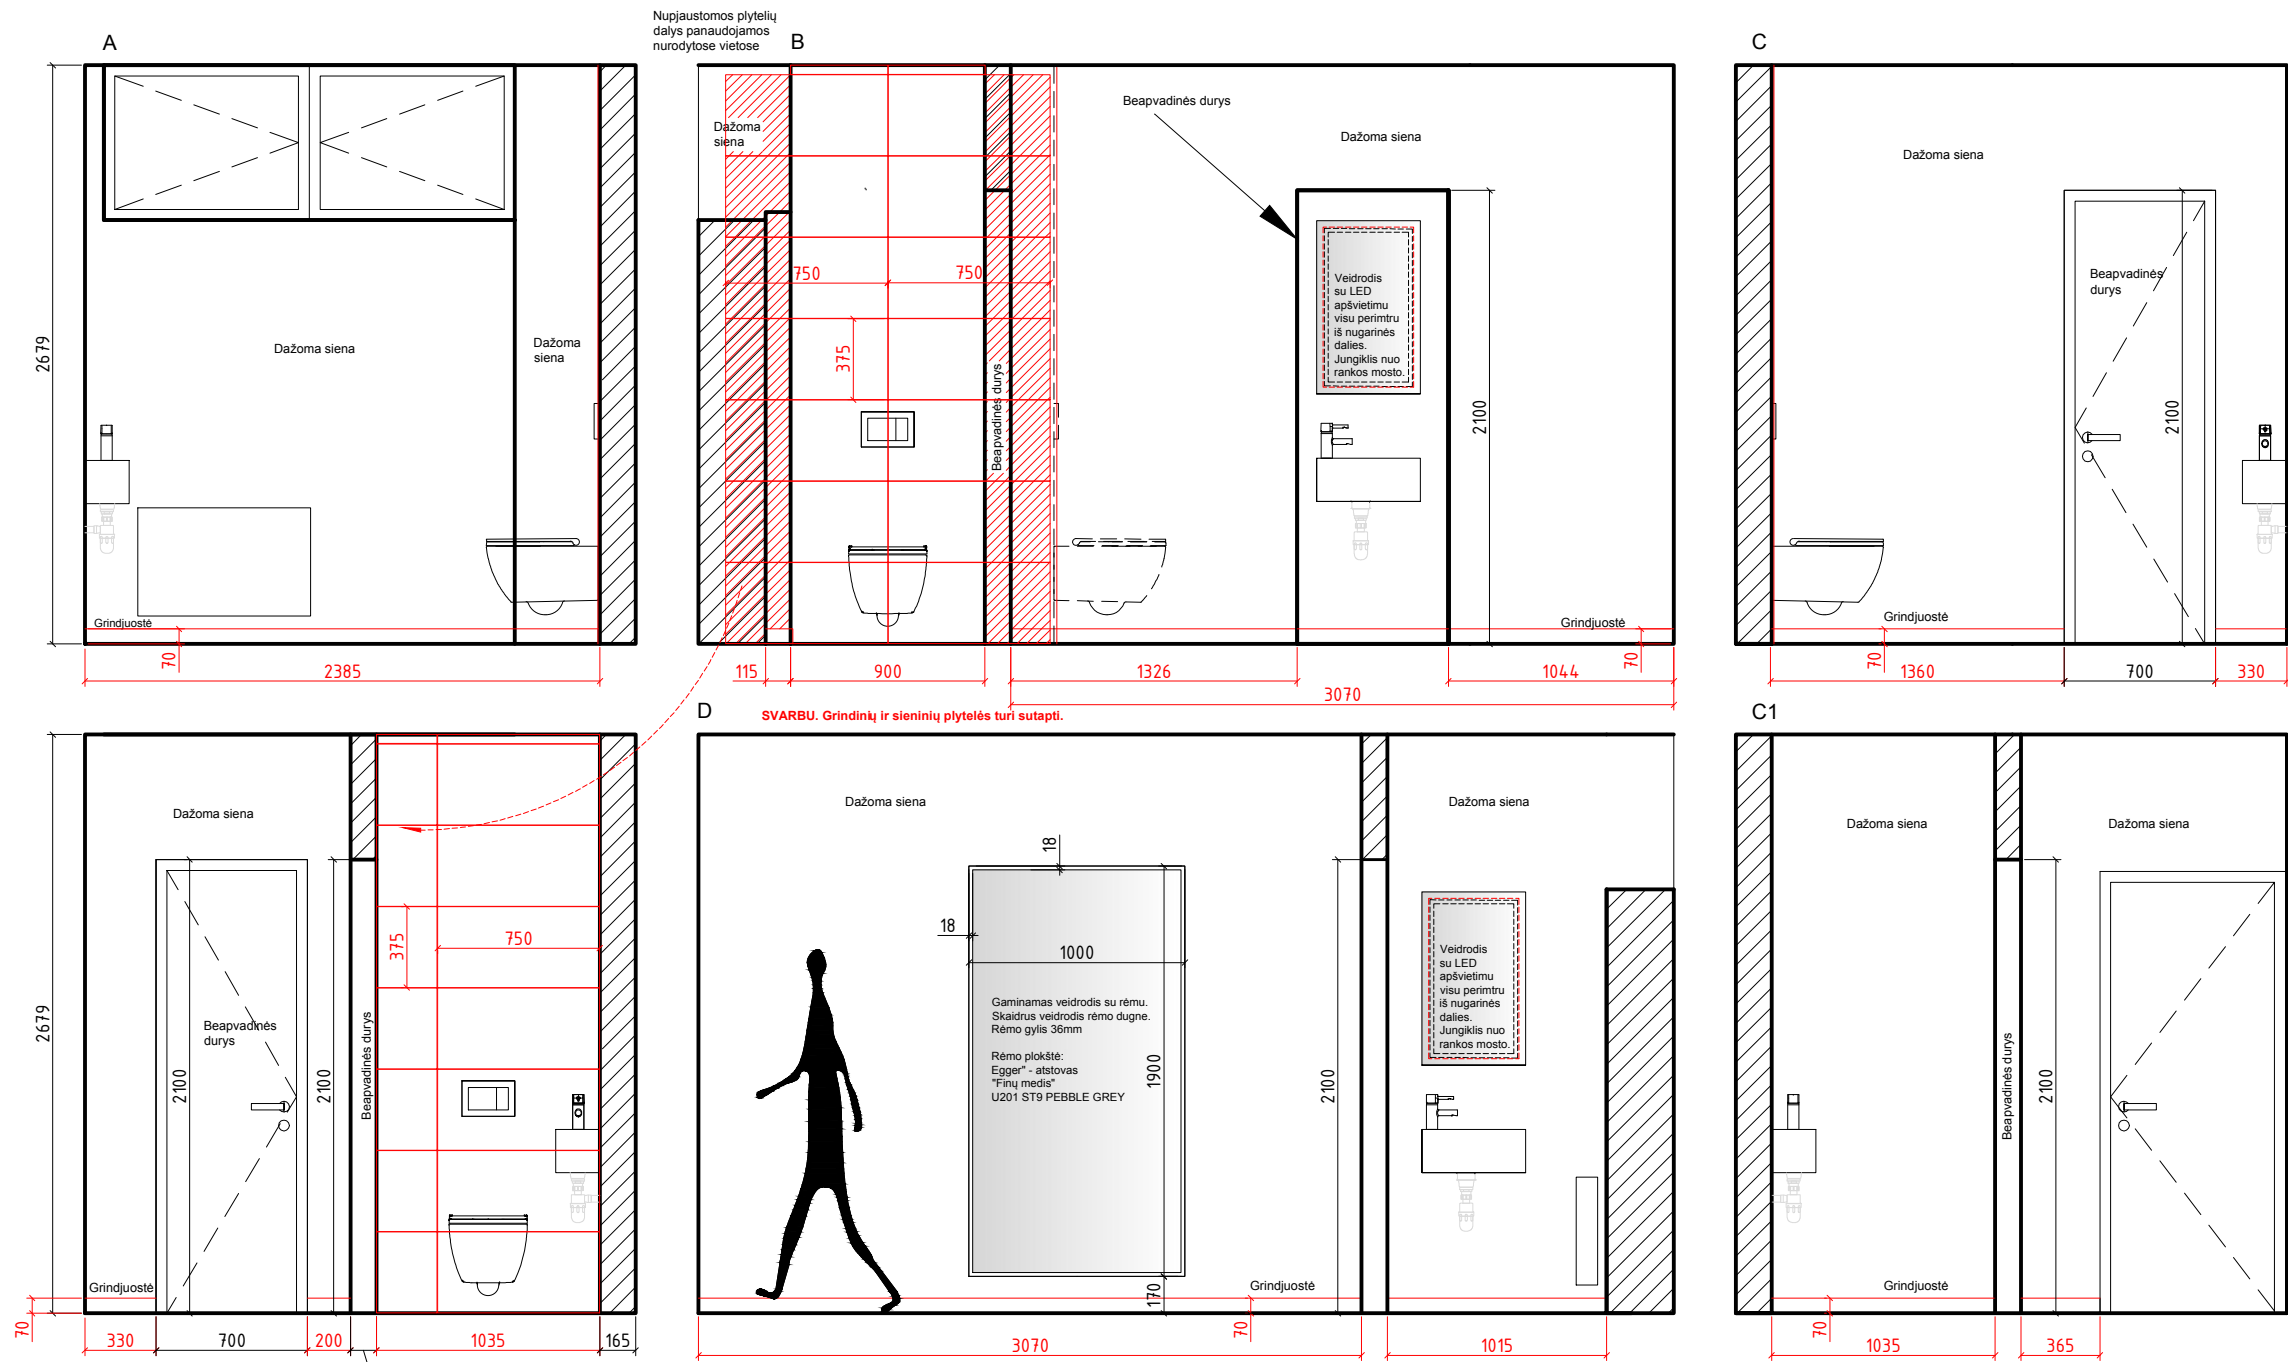 Nupjaustomos plytelių
dalys panaudojamos
nurodytose vietose
A
B
C
2679
Dažoma siena
Dažoma
siena
Grindjuostė
70
2385
Dažoma
siena
750
750
375
Beapvadinės durys
Beapvadinės durys
Dažoma siena
Veidrodis
su LED
apšvietimu
visu perimtru
iš nugarinės
dalies.
Jungiklis nuo
rankos mosto.
2100
Grindjuostė
70
115
900
1326
1044
3070
Dažoma siena
Beapvadinės
durys
2100
Grindjuostė
70
1360
700
330
D
SVARBU. Grindinių ir sieninių plytelės turi sutapti.
C1
2679
Dažoma siena
Beapvadinės
durys
2100
2100
Beapvadinės durys
375
750
Grindjuostė
70
330
700
200
1035
165
Dažoma siena
18
18
1000
Gaminamas veidrodis su rėmu.
Skaidrus veidrodis rėmo dugne.
Rėmo gylis 36mm
Rėmo plokštė:
Egger" - atstovas
"Finų medis"
U201 ST9 PEBBLE GREY
1900
170
Grindjuostė
70
3070
2100
Dažoma siena
Veidrodis
su LED
apšvietimu
visu perimtru
iš nugarinės
dalies.
Jungiklis nuo
rankos mosto.
1015
Dažoma siena
Dažoma siena
Beapvadinės durys
2100
Grindjuostė
70
1035
365